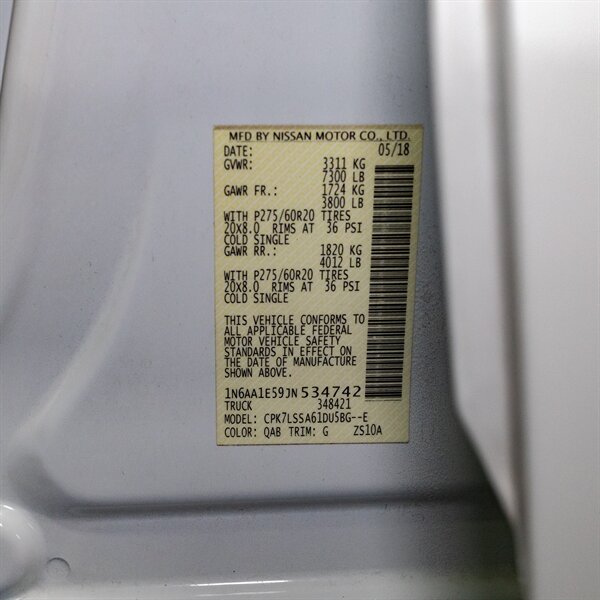 MFD BY NISSAN MOTOR CO., LTD.
DATE: 05/18
GVWR: 3311 KG
7300 LB
GAWR FR.: 1724 KG
3800 LB
WITH P275/60R20 TIRES
20x8.0 RIMS AT 36 PSI
COLD SINGLE
GAWR RR.: 1820 KG
4012 LB
WITH P275/60R20 TIRES
20x8.0 RIMS AT 36 PSI
COLD SINGLE
THIS VEHICLE CONFORMS TO
ALL APPLICABLE FEDERAL
MOTOR VEHICLE SAFETY
STANDARDS IN EFFECT ON
THE DATE OF MANUFACTURE
SHOWN ABOVE.
1N6AA1E59JN534742
TRUCK 348421
MODEL: CPK7LSSA61DU5BG--E
COLOR: QAB TRIM: G ZS10A